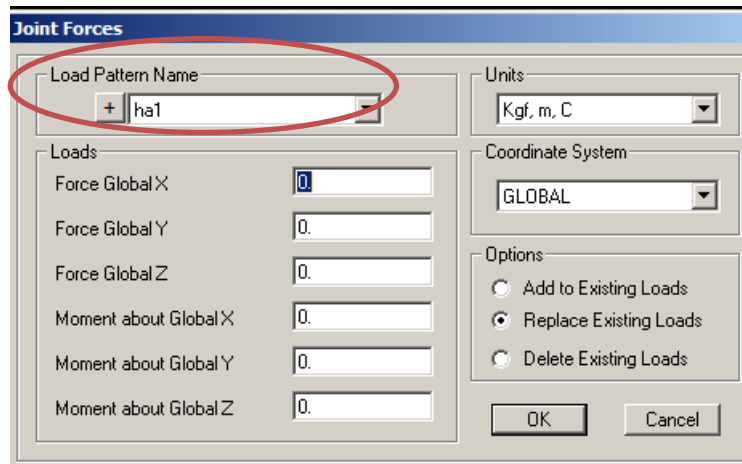 Joint Forces
Load Pattern Name
+ ha1
Units
Kgf, m, C
Loads
Force Global X 0.
Force Global Y 0.
Force Global Z 0.
Moment about Global X 0.
Moment about Global Y 0.
Moment about Global Z 0.
Coordinate System
GLOBAL
Options
Add to Existing Loads
Replace Existing Loads
Delete Existing Loads
OK Cancel